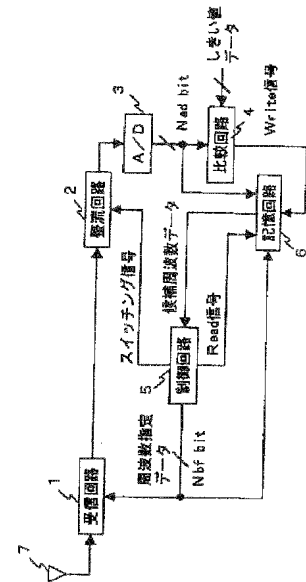 7
1
受信回路
2
整流回路
3
A/D
Nad bit
しきい値
データ
4
比較回路
Write信号
スイッチング信号
候補周波数データ
5
制御回路
Read信号
記憶回路
6
周波数指定
データ
Nbf bit